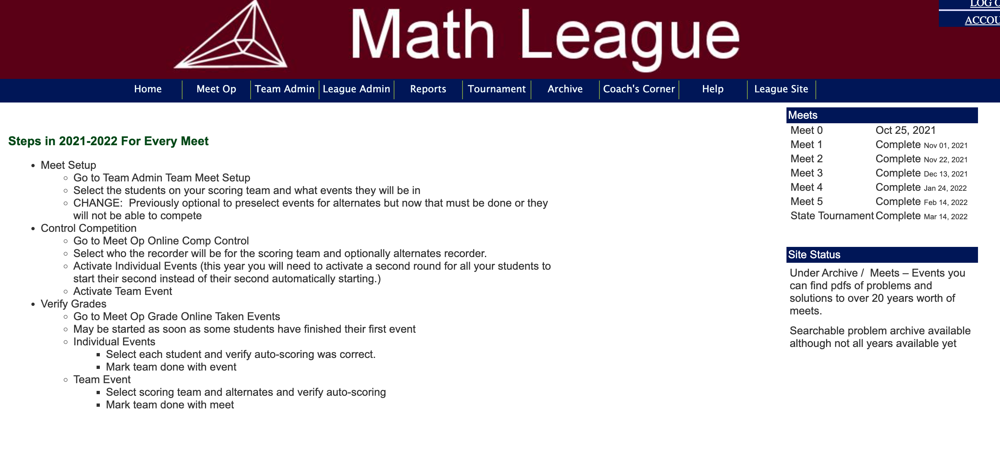 Math League
LOG
Home Meet Op Team Admin League Admin Reports Tournament Archive Coach's Corner Help League Site
Steps in 2021-2022 For Every Meet
Meet Setup
Go to Team Admin Team Meet Setup
Select the students on your scoring team and what events they will be in
CHANGE:  Previously optional to preselect events for alternates but now that must be done or they
will not be able to compete
Control Competition
Go to Meet Op Online Comp Control
Select who the recorder will be for the scoring team and optionally alternates recorder.
Activate Individual Events (this year you will need to activate a second round for all your students to
start their second instead of their second automatically starting.)
Activate Team Event
Verify Grades
Go to Meet Op Grade Online Taken Events
May be started as soon as some students have finished their first event
Individual Events
Select each student and verify auto-scoring was correct.
Mark team done with event
Team Event
Select scoring team and alternates and verify auto-scoring
Mark team done with meet
Meets
Meet 0 Oct 25, 2021
Meet 1 Complete Nov 01, 2021
Meet 2 Complete Nov 22, 2021
Meet 3 Complete Dec 13, 2021
Meet 4 Complete Jan 24, 2022
Meet 5 Complete Feb 14, 2022
State Tournament Complete Mar 14, 2022
Site Status
Under Archive /  Meets – Events you
can find pdfs of problems and
solutions to over 20 years worth of
meets.
Searchable problem archive available
although not all years available yet